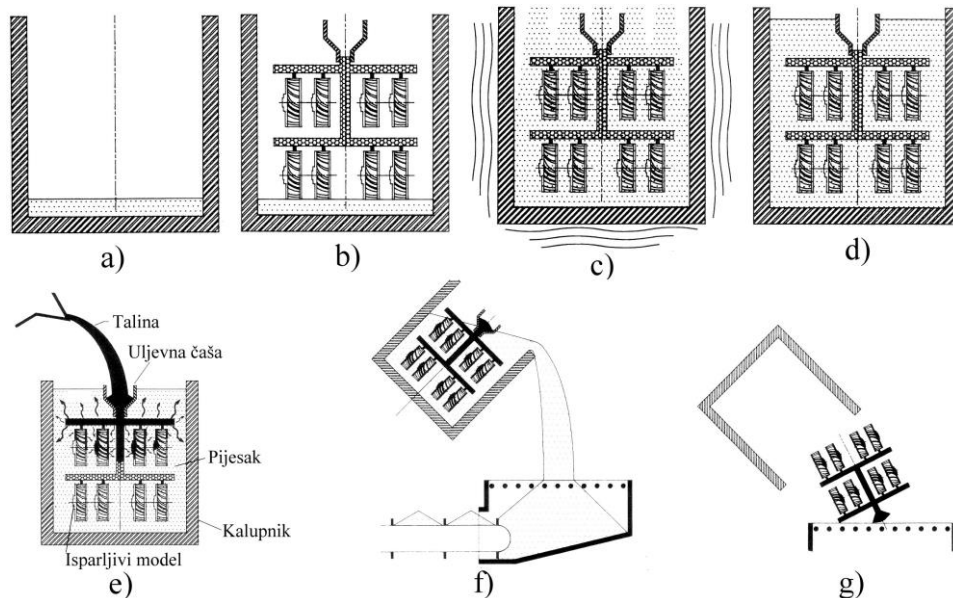 a)
b)
c)
d)
Talina
Uljevna čaša
Pijesak
Kalupnik
Isparljivi model
e)
f)
g)